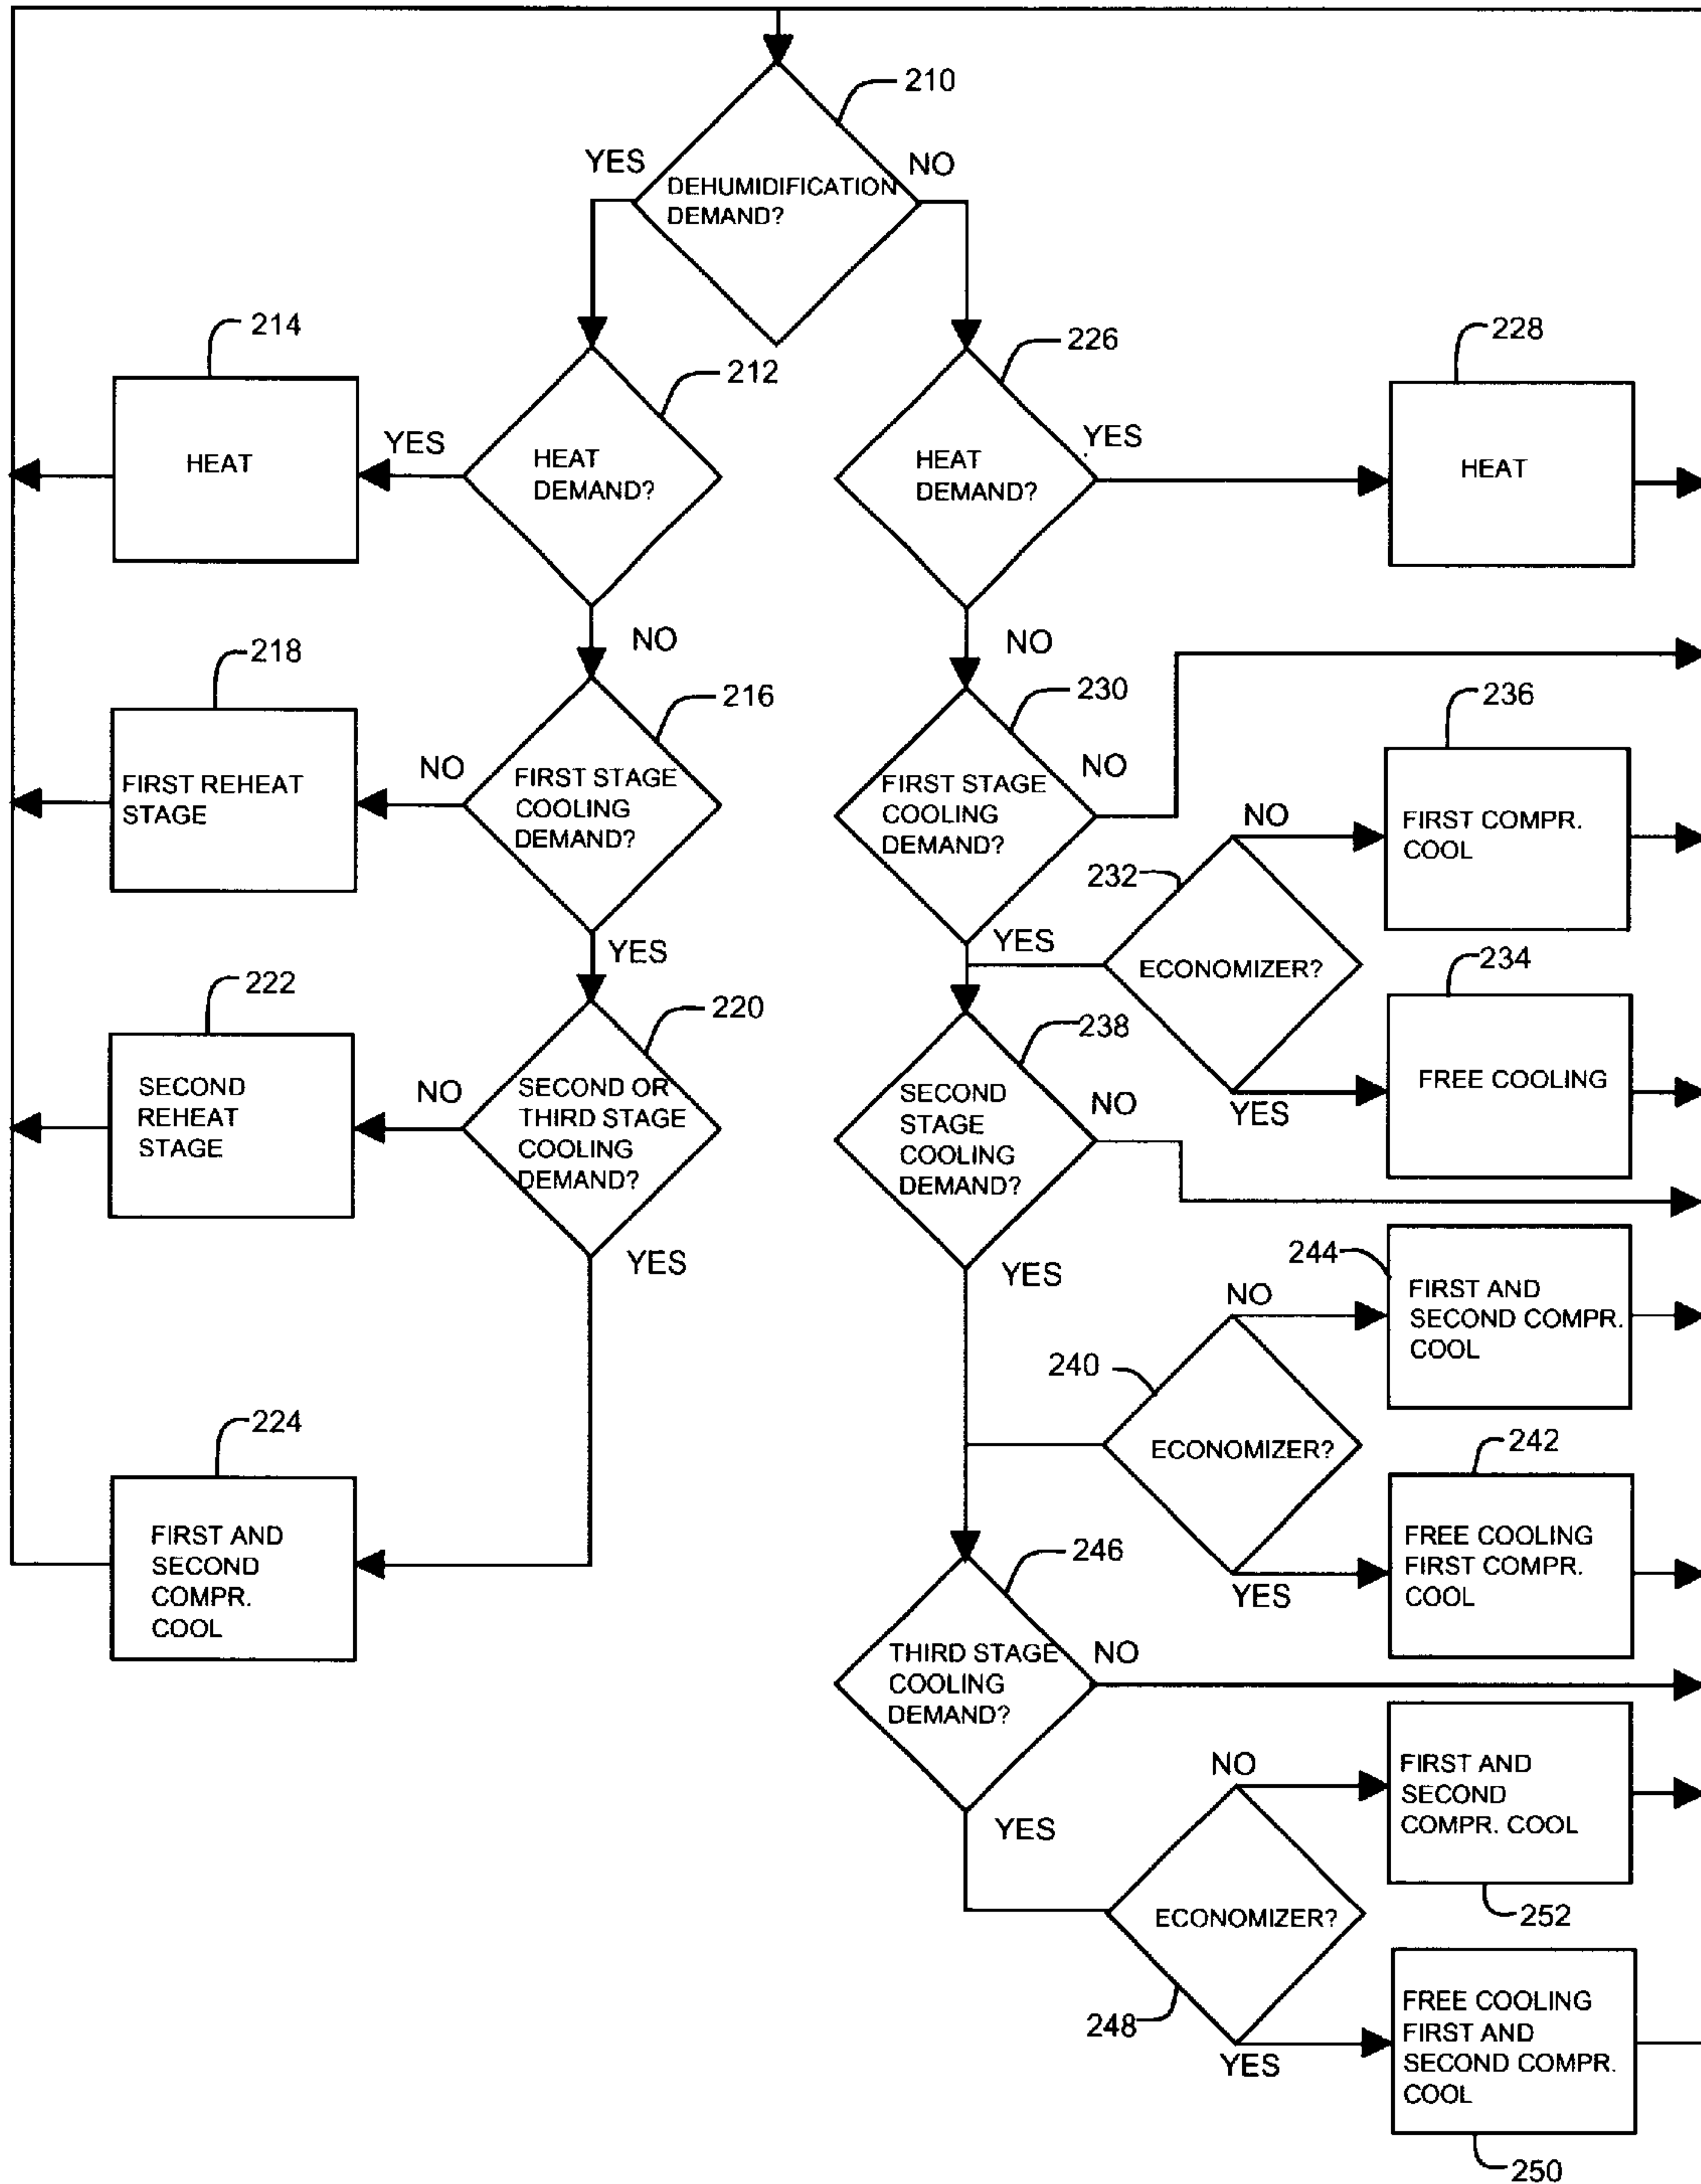 210
YES
NO
DEHUMIDIFICATION
DEMAND?
214
212
226
228
HEAT
YES
HEAT
DEMAND?
HEAT
DEMAND?
YES
HEAT
NO
NO
218
216
230
236
FIRST REHEAT
STAGE
NO
FIRST STAGE
COOLING
DEMAND?
FIRST STAGE
COOLING
DEMAND?
NO
NO
FIRST COMPR.
COOL
232
YES
YES
ECONOMIZER?
234
222
220
238
SECOND
REHEAT
STAGE
NO
SECOND OR
THIRD STAGE
COOLING
DEMAND?
SECOND
STAGE
COOLING
DEMAND?
NO
YES
FREE COOLING
YES
YES
244
NO
FIRST AND
SECOND COMPR.
COOL
240
ECONOMIZER?
242
224
FIRST AND
SECOND
COMPR.
COOL
246
YES
FREE COOLING
FIRST COMPR.
COOL
THIRD STAGE
COOLING
DEMAND?
NO
NO
FIRST AND
SECOND
COMPR. COOL
YES
252
ECONOMIZER?
248
YES
FREE COOLING
FIRST AND
SECOND COMPR.
COOL
250